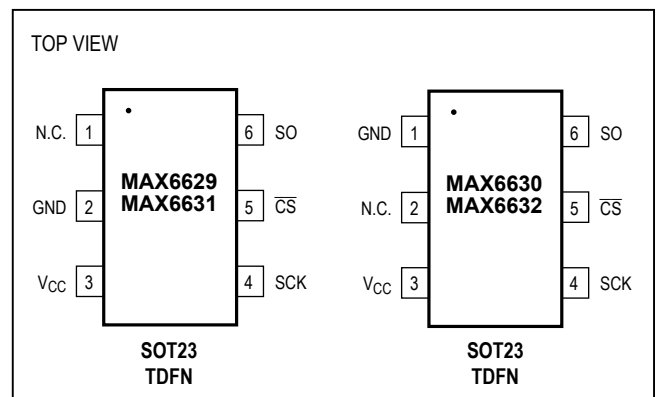 TOP VIEW
N.C. 1 6 SO
GND 2 MAX6629 MAX6631 5 CS
VCC 3 4 SCK
SOT23
TDFN
GND 1 6 SO
N.C. 2 MAX6630 MAX6632 5 CS
VCC 3 4 SCK
SOT23
TDFN